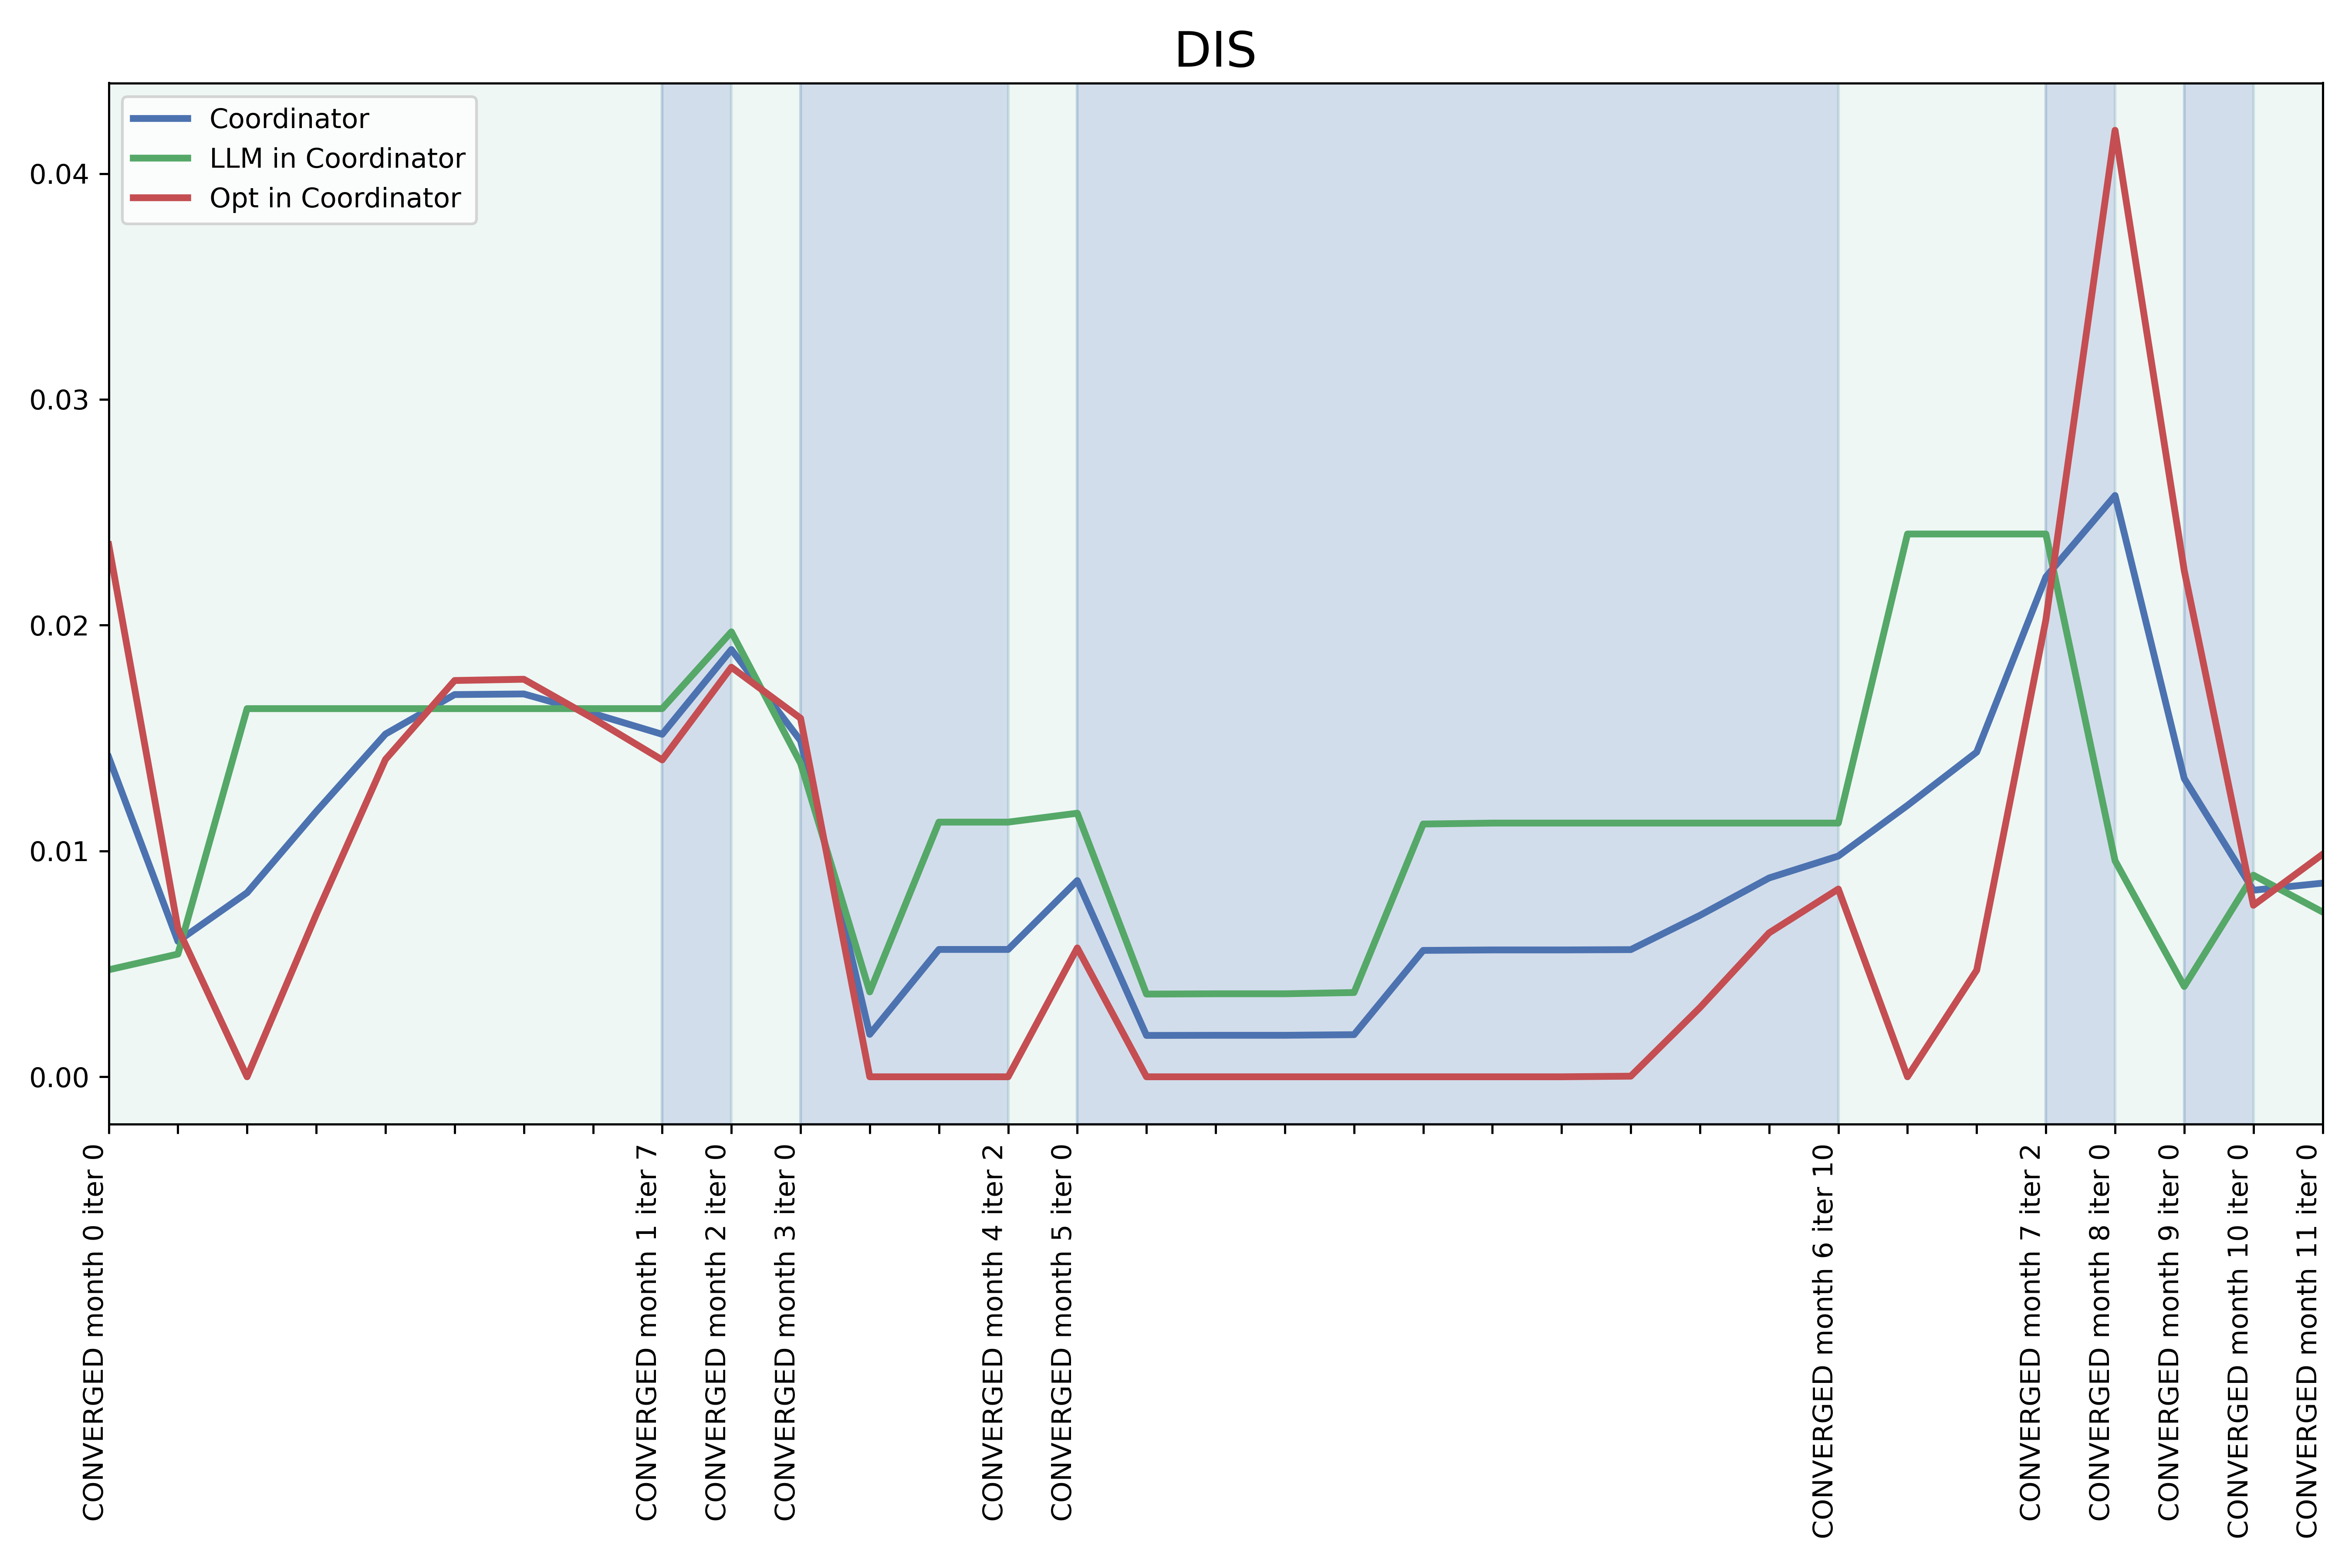 DIS
Coordinator
LLM in Coordinator
Opt in Coordinator
0.04
0.03
0.02
0.01
0.00
CONVERGED month 0 iter 0
CONVERGED month 1 iter 7
CONVERGED month 2 iter 0
CONVERGED month 3 iter 0
CONVERGED month 4 iter 2
CONVERGED month 5 iter 0
CONVERGED month 6 iter 10
CONVERGED month 7 iter 2
CONVERGED month 8 iter 0
CONVERGED month 9 iter 0
CONVERGED month 10 iter 0
CONVERGED month 11 iter 0